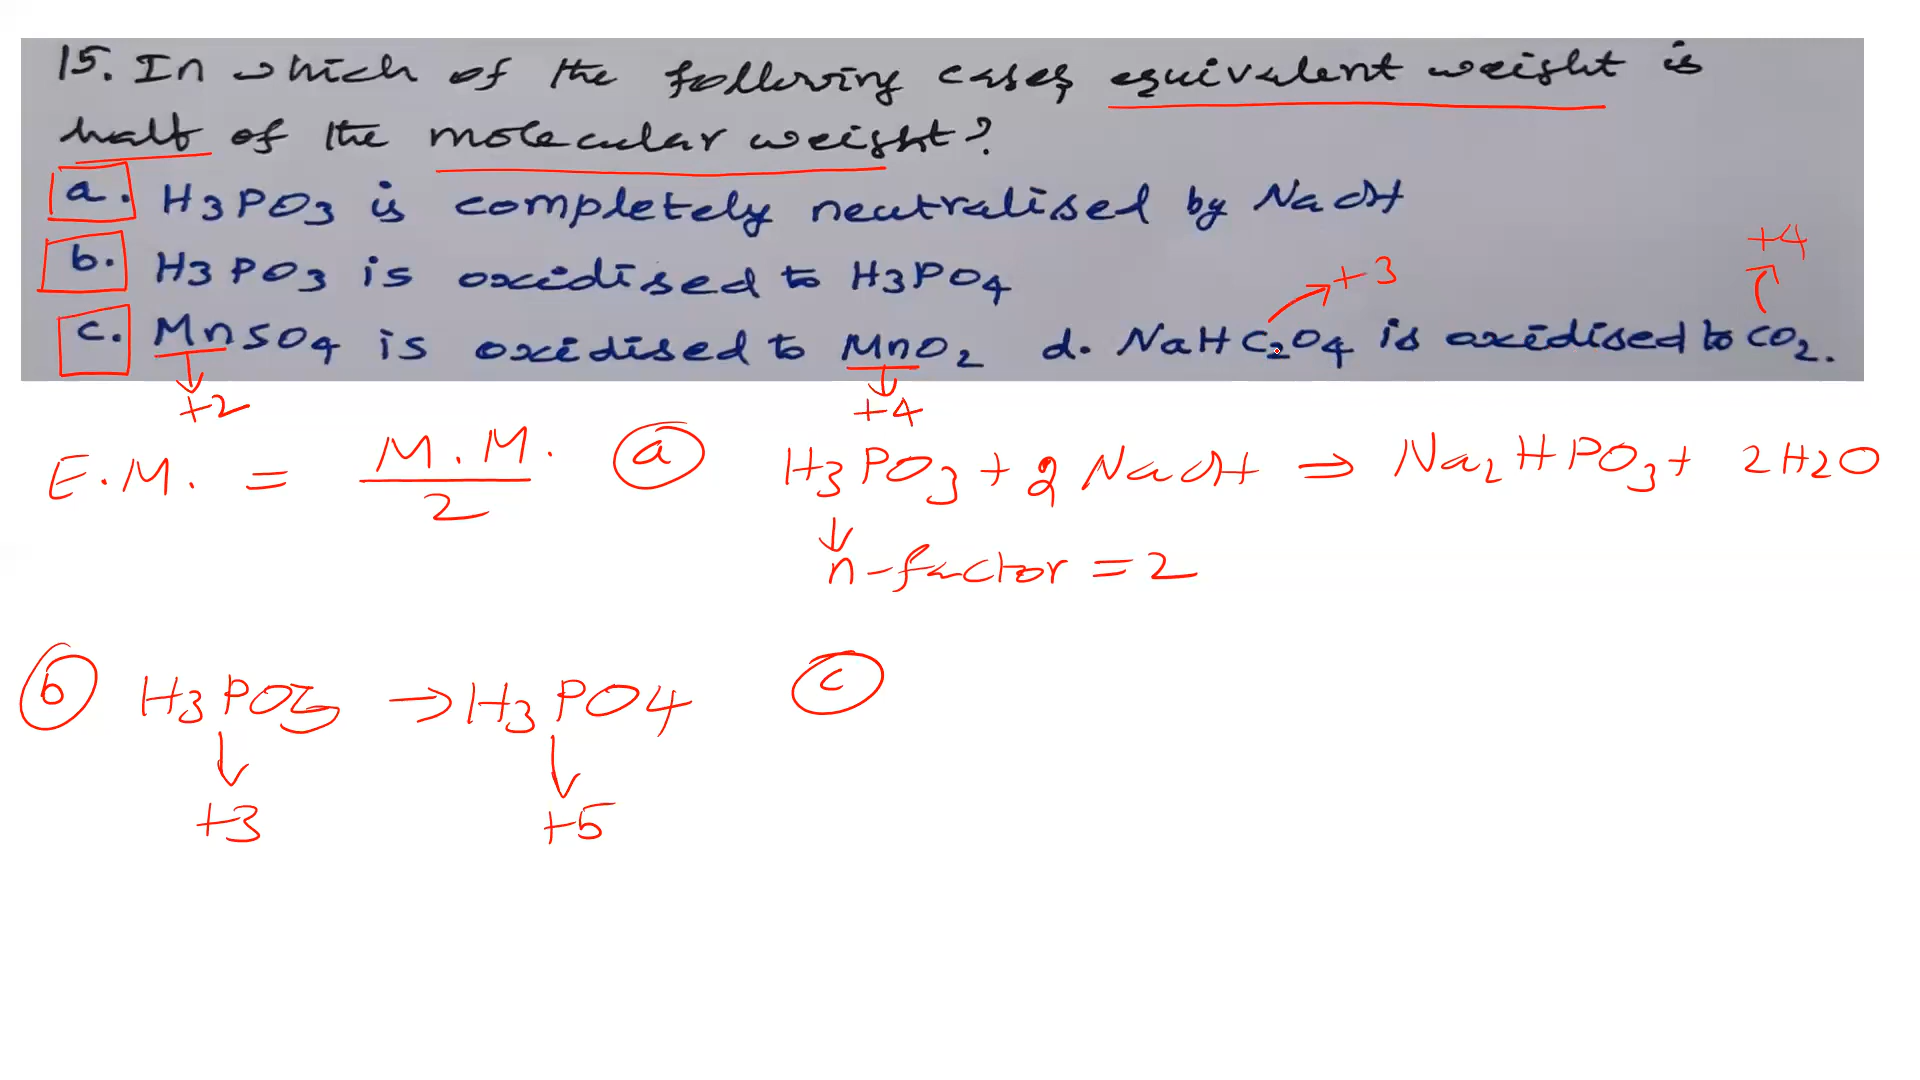 15. In which of the following cases equivalent weight is
half of the molecular weight?
a. H3PO3 is completely neutralised by NaOH
b. H3PO3 is oxidised to H3PO4
+3
+4
c. MnSO4 is oxidised to MnO2 d. NaHC2O4 is oxidised to CO2.
+2
+4
E.M. = M.M. / 2
a H3PO3 + 2 NaOH ⇒ Na2HPO3 + 2H2O
n-factor = 2
b H3PO3 → H3PO4
c
+3
+5